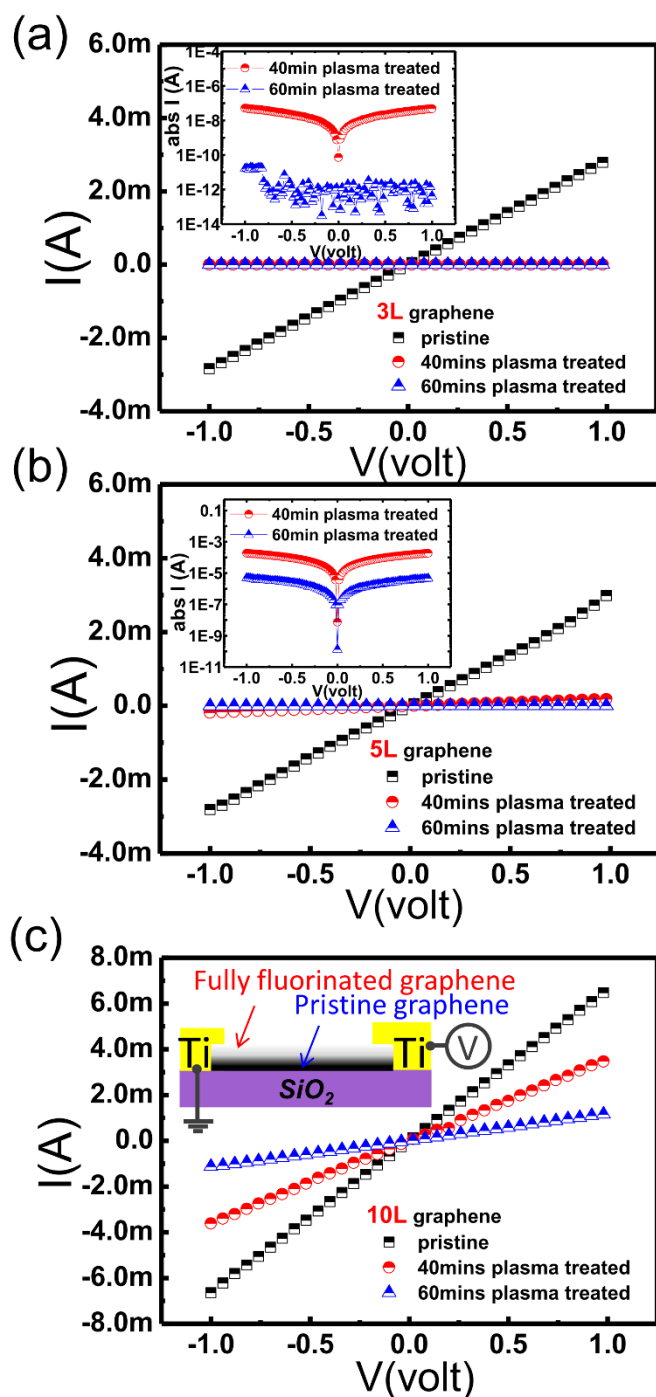 (a)
6.0m
4.0m
2.0m
0.0
-2.0m
-4.0m
I(A)
1E-4
1E-6
1E-8
1E-10
1E-12
1E-14
abs I (A)
40min plasma treated
60min plasma treated
-1.0 -0.5 0.0 0.5 1.0
V(volt)
3L graphene
pristine
40mins plasma treated
60mins plasma treated
-1.0 -0.5 0.0 0.5 1.0
V(volt)
(b)
6.0m
4.0m
2.0m
0.0
-2.0m
-4.0m
I(A)
0.1
1E-3
1E-5
1E-7
1E-9
1E-11
abs I (A)
40min plasma treated
60min plasma treated
-1.0 -0.5 0.0 0.5 1.0
V(volt)
5L graphene
pristine
40mins plasma treated
60mins plasma treated
-1.0 -0.5 0.0 0.5 1.0
V(volt)
(c)
8.0m
6.0m
4.0m
2.0m
0.0
-2.0m
-4.0m
-6.0m
-8.0m
I(A)
Fully fluorinated graphene
Pristine graphene
Ti Ti V
SiO2
10L graphene
pristine
40mins plasma treated
60mins plasma treated
-1.0 -0.5 0.0 0.5 1.0
V(volt)